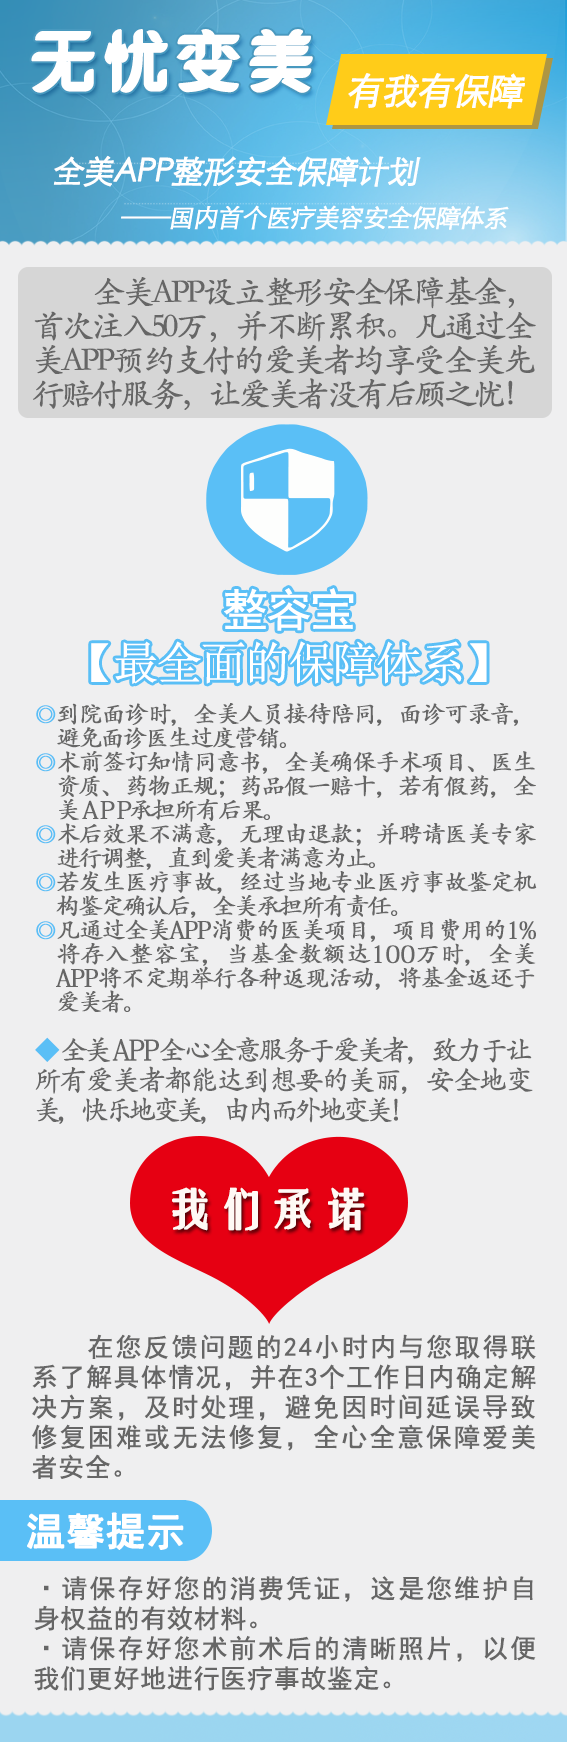 无忧变美
有我有保障
全美APP整形安全保障计划
——国内首个医疗美容安全保障体系
全美APP设立整形安全保障基金，
首次注入50万，并不断累积。凡通过全
美APP预约支付的爱美者均享受全美先
行赔付服务，让爱美者没有后顾之忧！
整容宝
【最全面的保障体系】
◎到院面诊时，全美人员接待陪同，面诊可录音，
避免面诊医生过度营销。
◎术前签订知情同意书，全美确保手术项目、医生
资质、药物正规；药品假一赔十，若有假药，全
美APP承担所有后果。
◎术后效果不满意，无理由退款；并聘请医美专家
进行调整，直到爱美者满意为止。
◎若发生医疗事故，经过当地专业医疗事故鉴定机
构鉴定确认后，全美承担所有责任。
◎凡通过全美APP消费的医美项目，项目费用的1%
将存入整容宝，当基金数额达100万时，全美
APP将不定期举行各种返现活动，将基金返还于
爱美者。
◆全美APP全心全意服务于爱美者，致力于让
所有爱美者都能达到想要的美丽，安全地变
美，快乐地变美，由内而外地变美！
我们承诺
在您反馈问题的24小时内与您取得联
系了解具体情况，并在3个工作日内确定解
决方案，及时处理，避免因时间延误导致
修复困难或无法修复，全心全意保障爱美
者安全。
温馨提示
·请保存好您的消费凭证，这是您维护自
身权益的有效材料。
·请保存好您术前术后的清晰照片，以便
我们更好地进行医疗事故鉴定。